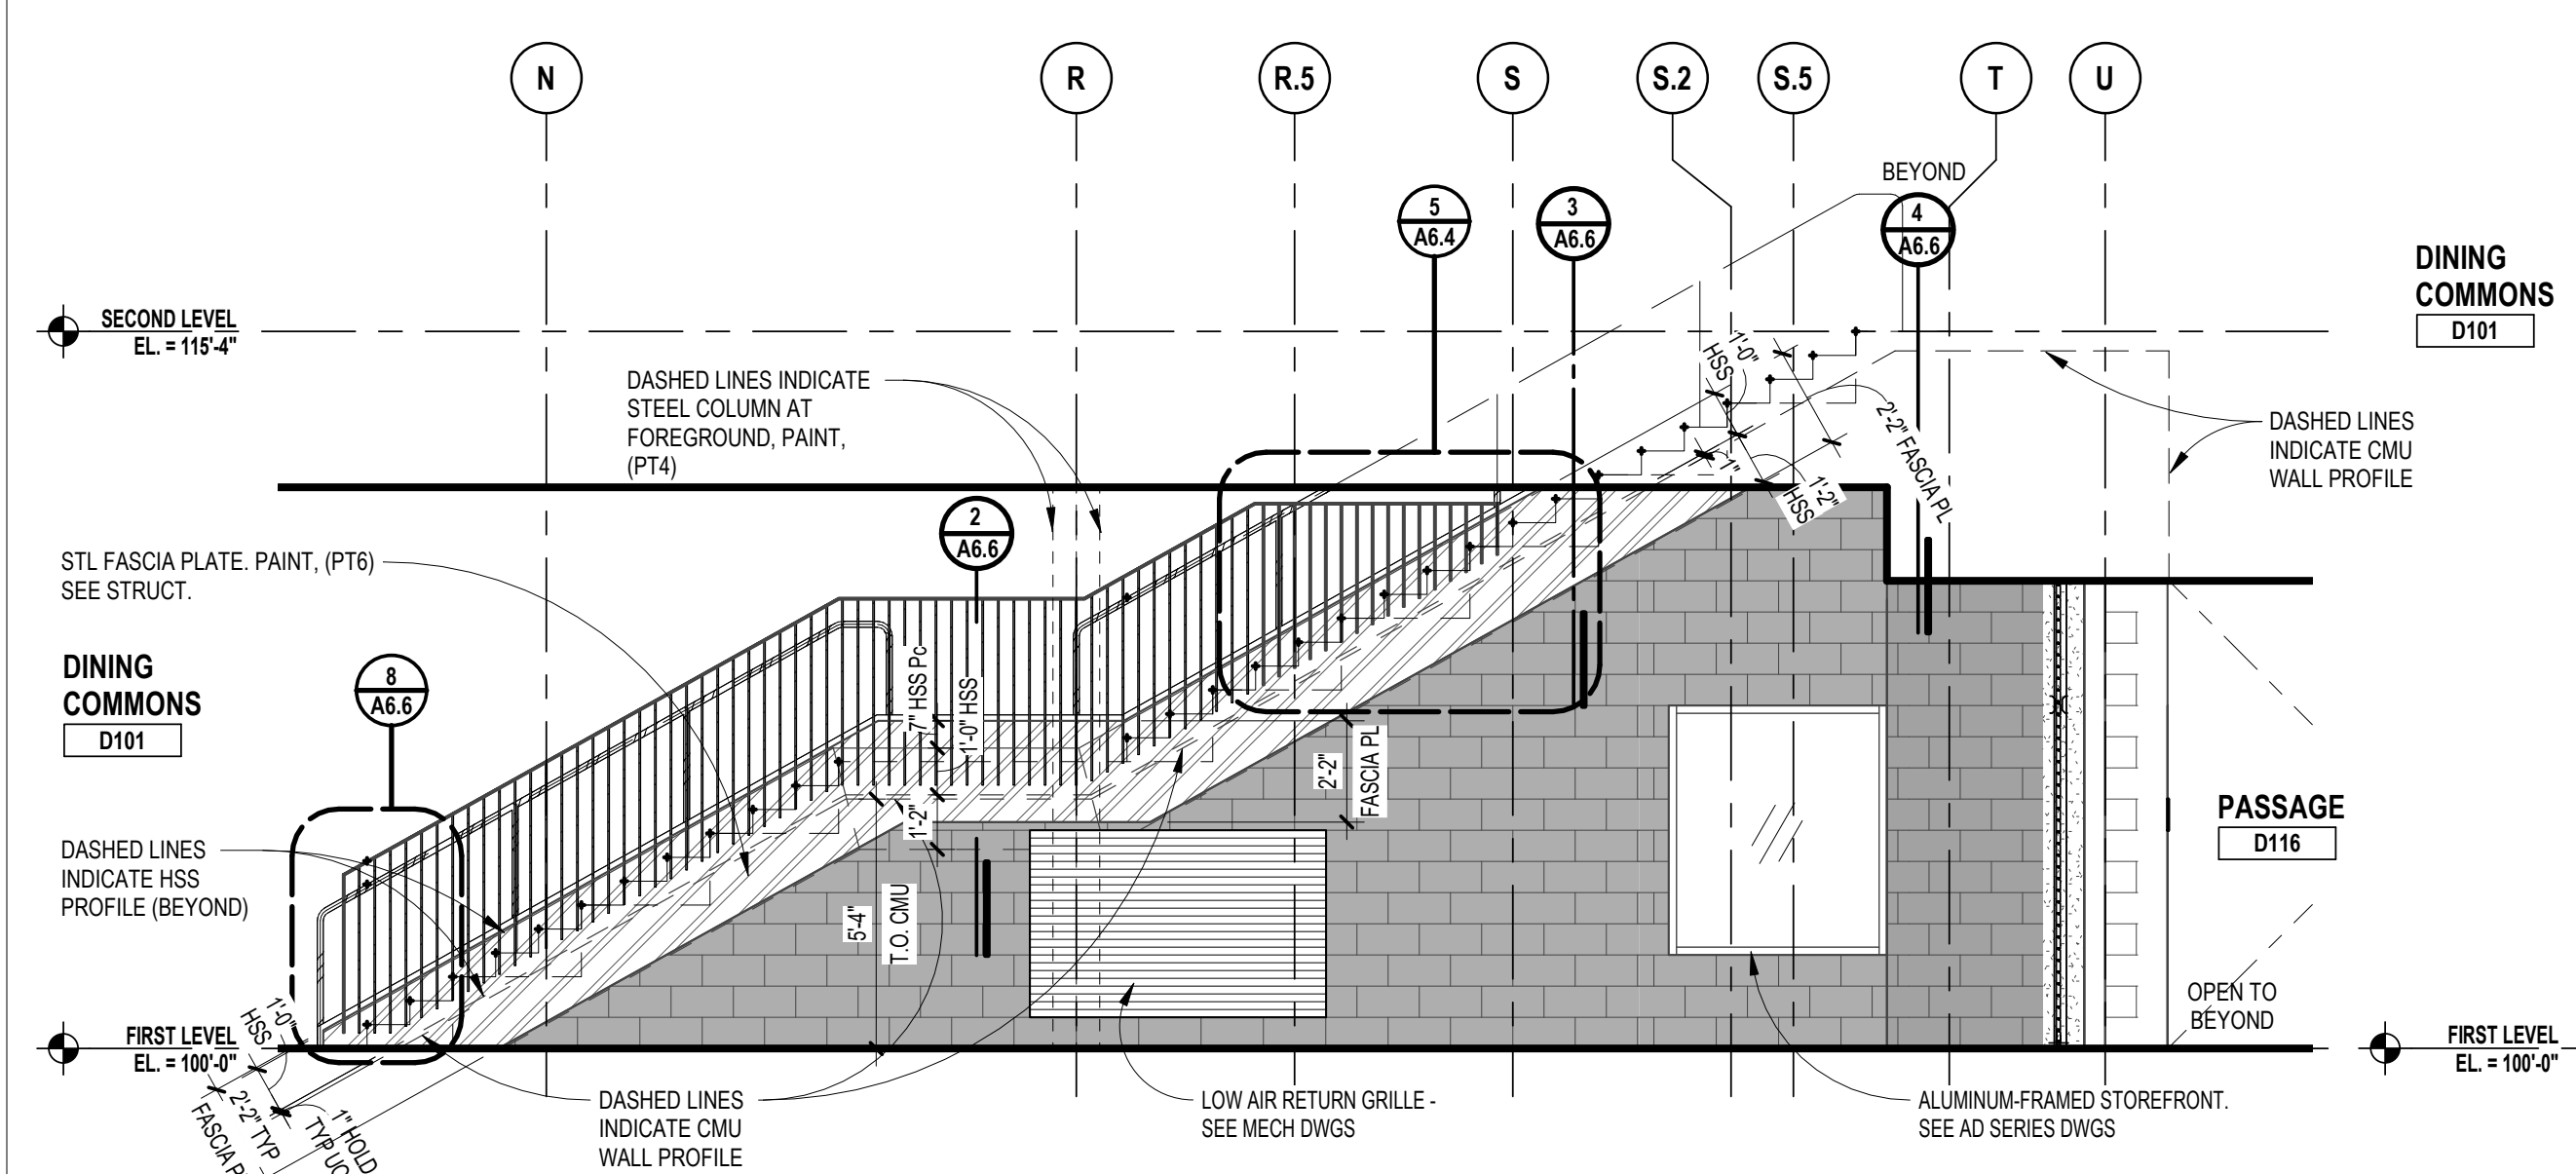 N
R
R.5
S
S.2
S.5
T
U
BEYOND
5
A6.4
3
A6.6
4
A6.6
DINING
COMMONS
D101
SECOND LEVEL
EL. = 115'-4"
DASHED LINES INDICATE
STEEL COLUMN AT
FOREGROUND, PAINT,
(PT4)
1'-0"
HSS
2'-2" FASCIA PL
1"
1'-2"
HSS
DASHED LINES
INDICATE CMU
WALL PROFILE
2
A6.6
STL FASCIA PLATE. PAINT, (PT6)
SEE STRUCT.
DINING
COMMONS
D101
8
A6.6
7" HSS Pc
1'-0" HSS
1'-2"
2'-2"
FASCIA PL
PASSAGE
D116
DASHED LINES
INDICATE HSS
PROFILE (BEYOND)
5'-4"
T.O. CMU
OPEN TO
BEYOND
FIRST LEVEL
EL. = 100'-0"
FIRST LEVEL
EL. = 100'-0"
1'-0"
HSS
2'-2" TYP
FASCIA
1" HOLD
TYP
DASHED LINES
INDICATE CMU
WALL PROFILE
LOW AIR RETURN GRILLE -
SEE MECH DWGS
ALUMINUM-FRAMED STOREFRONT.
SEE AD SERIES DWGS